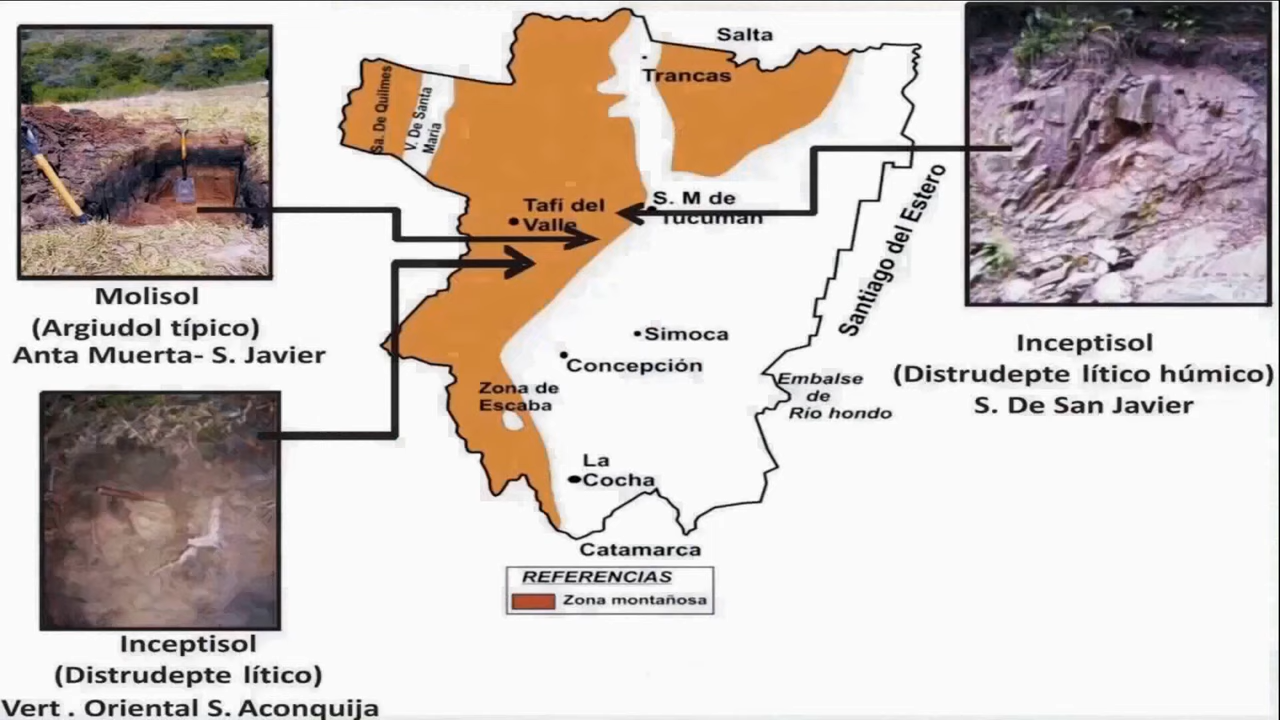 Salta
Trancas
Sa. De Quilmes
V. De Santa
María
Tafí del
Valle
S. M de
Tucumán
Santiago del Estero
Molisol
(Argiudol típico)
Anta Muerta- S. Javier
Simoca
Concepción
Inceptisol
(Distrudepte lítico húmico)
S. De San Javier
Embalse
de
Río hondo
Zona de
Escaba
La
Cocha
Catamarca
REFERENCIAS
Zona montañosa
Inceptisol
(Distrudepte lítico)
Vert . Oriental S. Aconquija